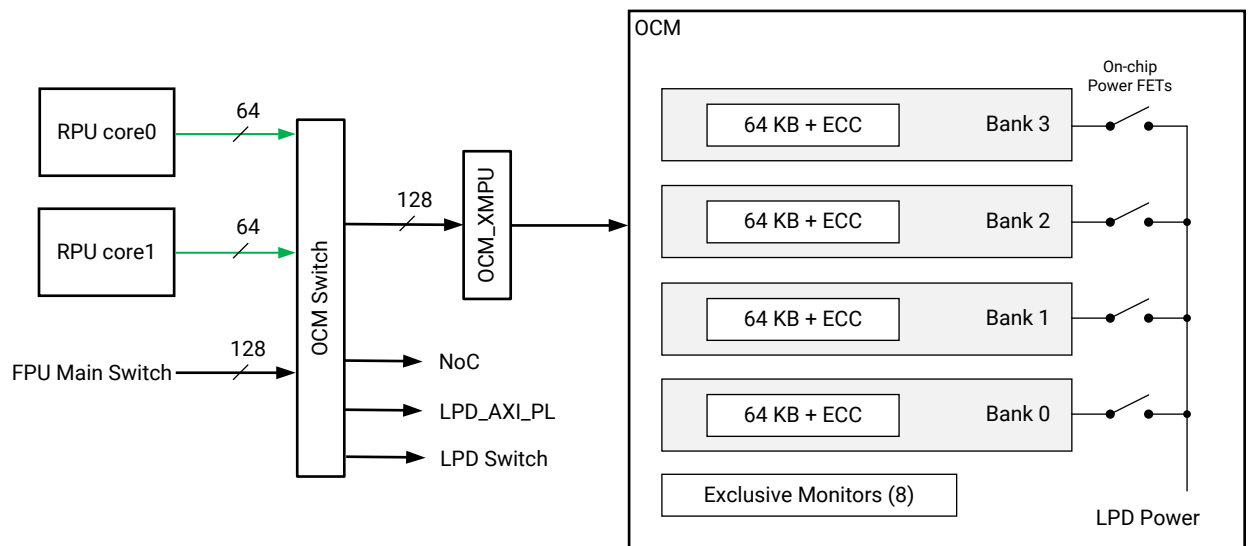 OCM
On-chip
Power FETs
64
RPU core0
64 KB + ECC
Bank 3
64
RPU core1
128
OCM_XMPU
64 KB + ECC
Bank 2
OCM Switch
64 KB + ECC
Bank 1
128
FPU Main Switch
NoC
LPD_AXI_PL
64 KB + ECC
Bank 0
LPD Switch
Exclusive Monitors (8)
LPD Power